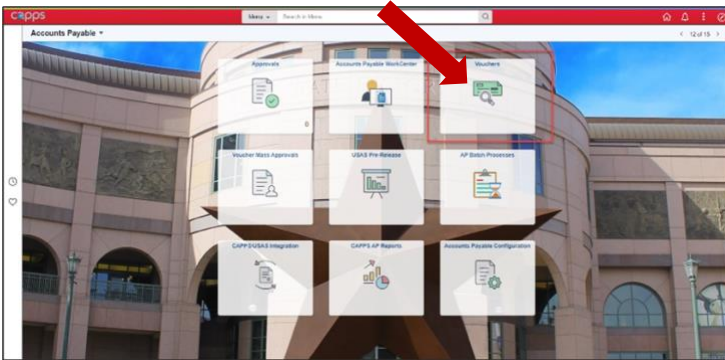 capps
Menu
Search in Menu
Accounts Payable
12 of 15
Approvals
Accounts Payable WorkCenter
Vouchers
0
Voucher Mass Approvals
USAS Pre-Release
AP Batch Processes
CAPPS/USAS Integration
CAPPS AP Reports
Accounts Payable Configuration